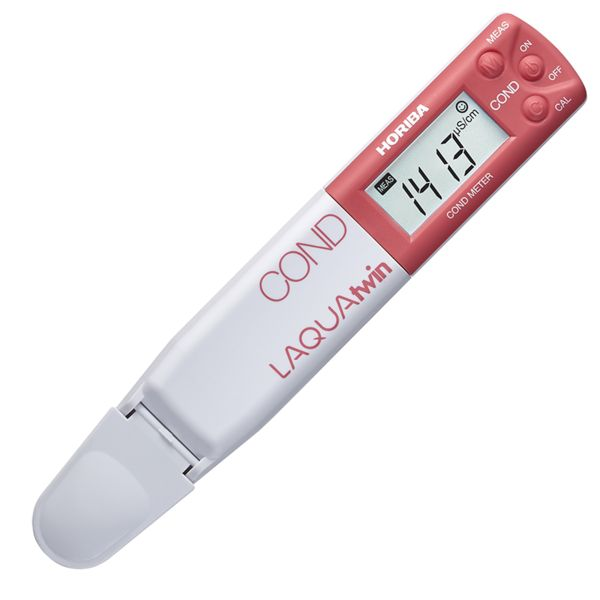 MEAS
ON
OFF
CAL
M
C
COND
HORIBA
MEAS
1413
µS/cm
COND METER
COND
LAQUAtwin